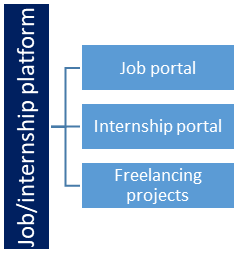 Job/internship platform
Job portal
Internship portal
Freelancing
projects